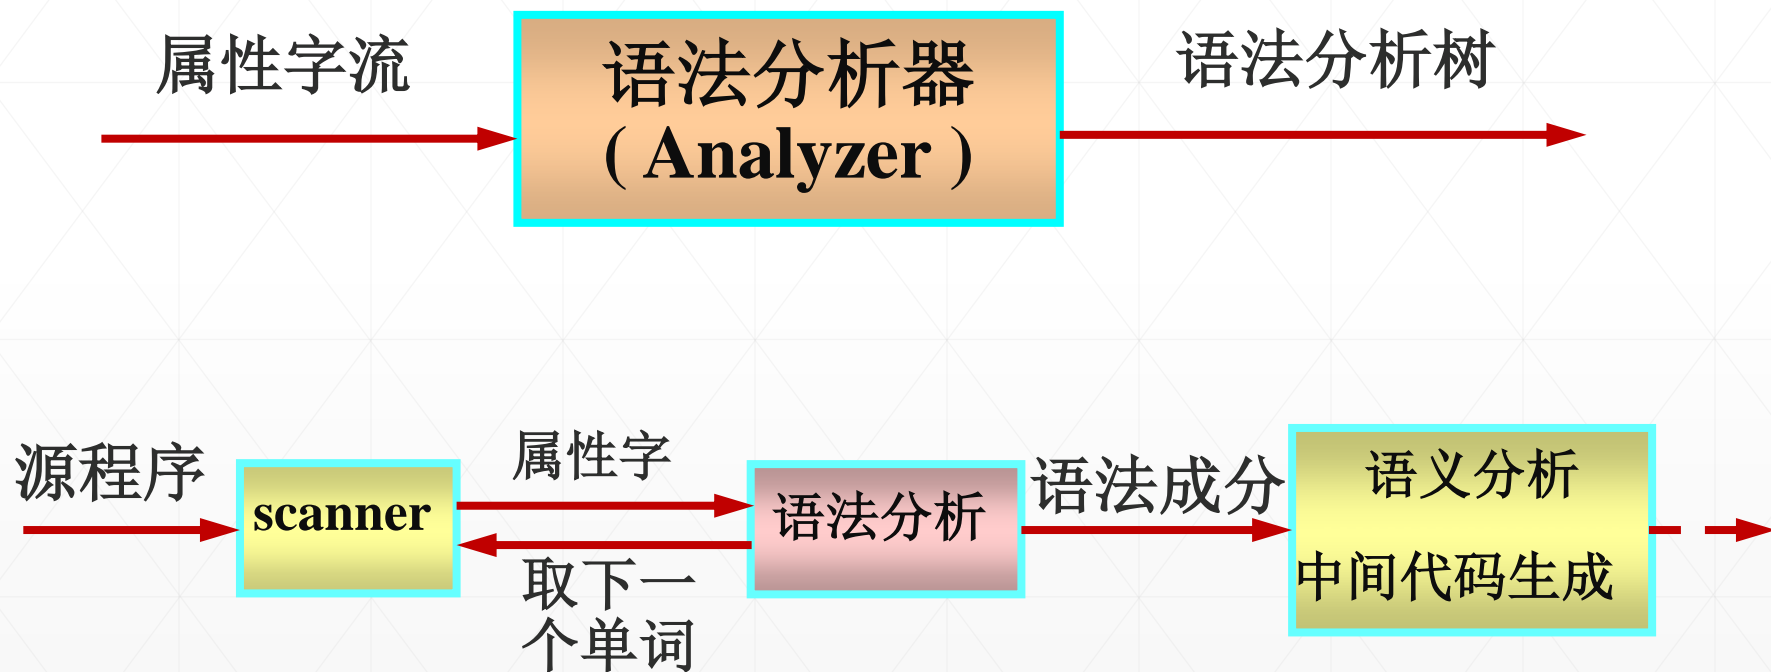 属性字流
语法分析器
( Analyzer )
语法分析树
源程序
scanner
属性字
取下一
个单词
语法分析
语法成分
语义分析
中间代码生成